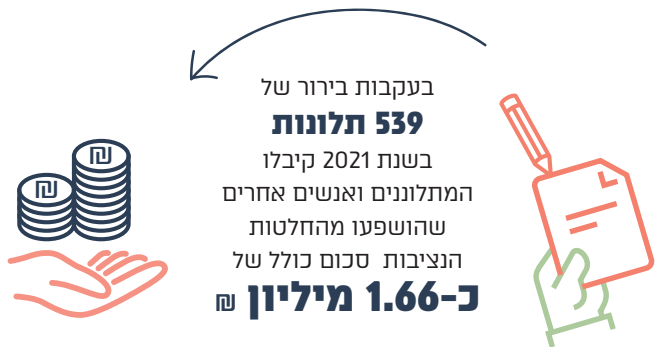 בעקבות בירור של
539 תלונות
בשנת 2021 קיבלו
המתלוננים ואנשים אחרים
שהושפעו מהחלטות
הנציבות סכום כולל של
כ-1.66 מיליון ₪
₪
₪